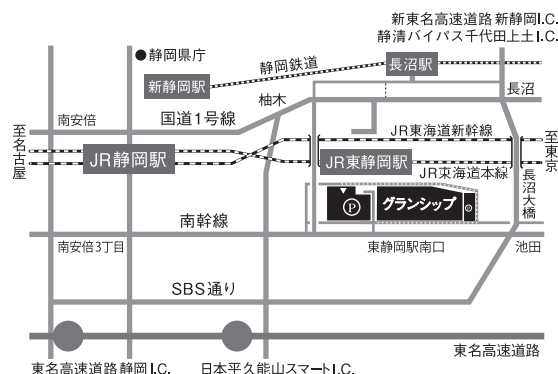 新東名高速道路 新静岡I.C.
静清バイパス千代田上土I.C.
●静岡県庁
静岡鉄道
長沼駅
新静岡駅
柚木
長沼
南安倍
国道1号線
至名古屋
JR東海道新幹線
至東京
JR静岡駅
JR東静岡駅
JR東海道本線
長沼大橋
P
グランシップ
南幹線
南安倍3丁目
東静岡駅南口
池田
SBS通り
東名高速道路
東名高速道路 静岡I.C.
日本平久能山スマートI.C.